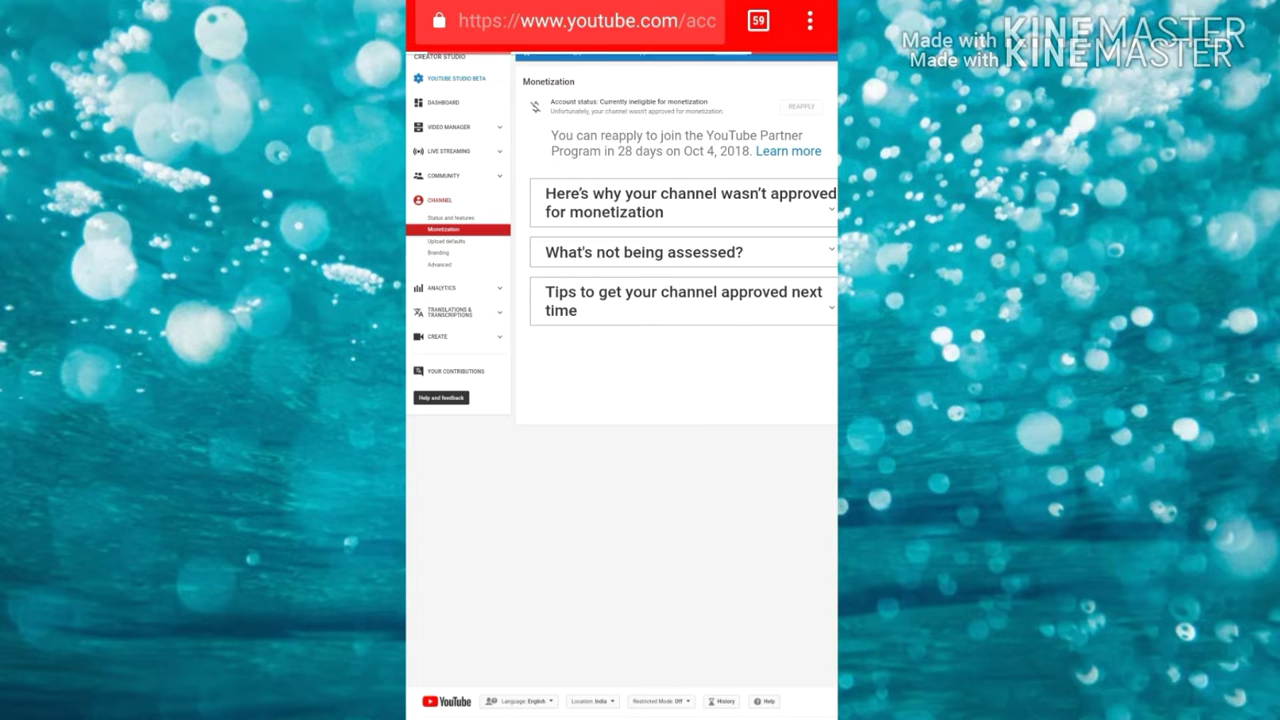 https://www.youtube.com/acc
59
Made with KINEMASTER
Made with KINEMASTER
CREATOR STUDIO
YOUTUBE STUDIO BETA
DASHBOARD
VIDEO MANAGER
LIVE STREAMING
COMMUNITY
CHANNEL
Status and features
Monetization
Upload defaults
Branding
Advanced
ANALYTICS
TRANSLATIONS &
TRANSCRIPTIONS
CREATE
YOUR CONTRIBUTIONS
Help and feedback
Monetization
Account status: Currently ineligible for monetization
Unfortunately, your channel wasn't approved for monetization.
REAPPLY
You can reapply to join the YouTube Partner
Program in 28 days on Oct 4, 2018. Learn more
Here's why your channel wasn't approved
for monetization
What's not being assessed?
Tips to get your channel approved next
time
YouTube
Language: English
Location: India
Restricted Mode: Off
History
Help